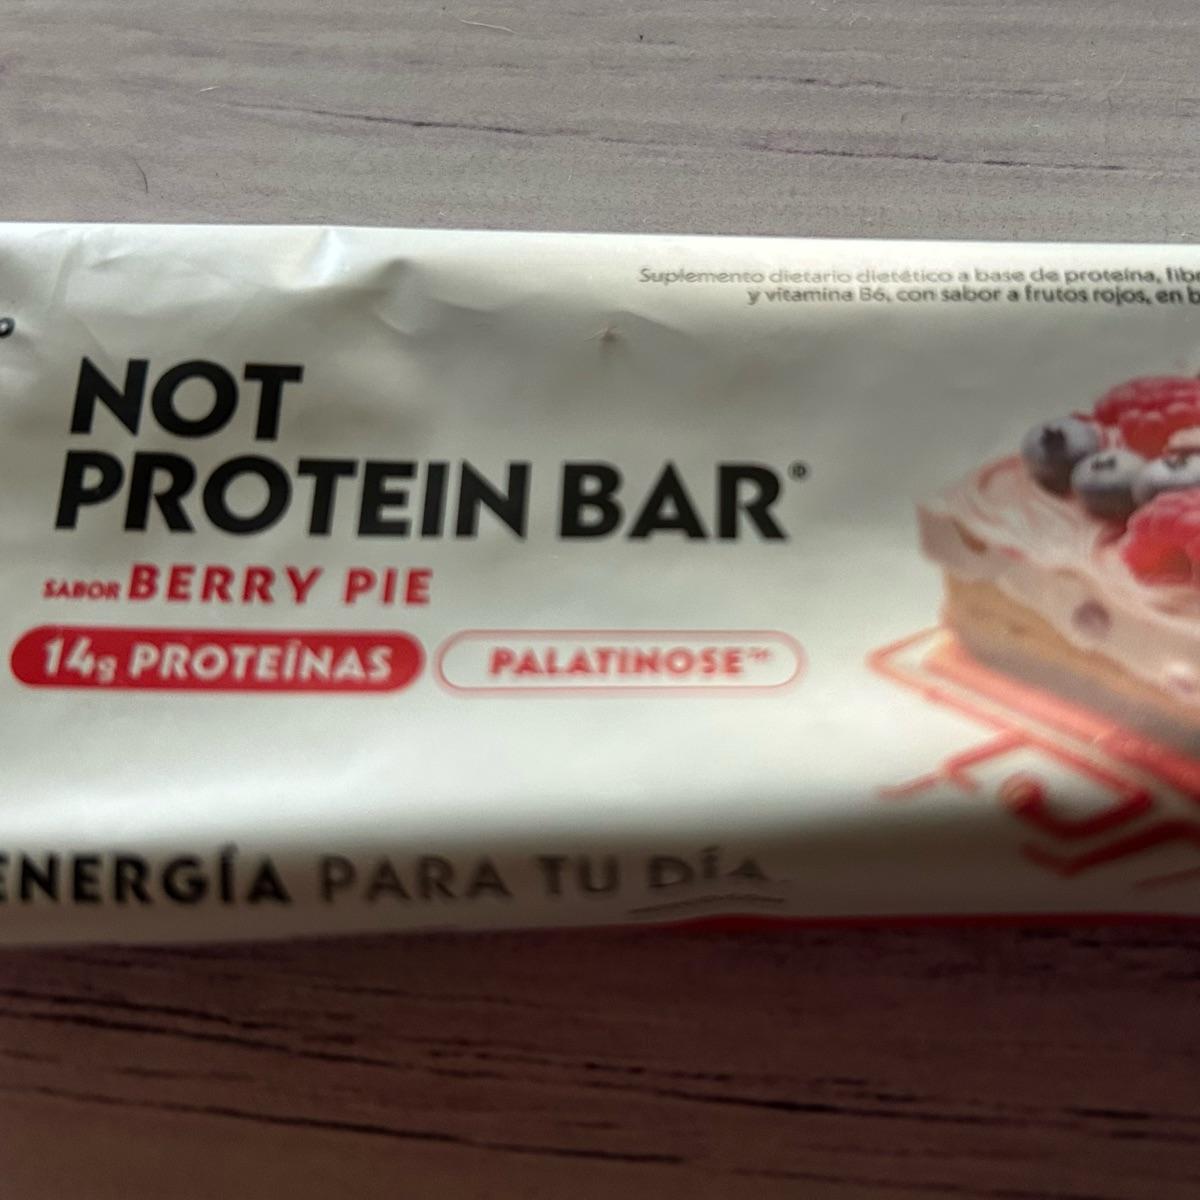 Suplemento dietario dietético a base de proteína,
y vitamina B6, con sabor a frutos rojos, en
NOT
PROTEIN BAR®
SABOR BERRY PIE
14g PROTEÍNAS
PALATINOSE™
ENERGÍA PARA TU DÍA.